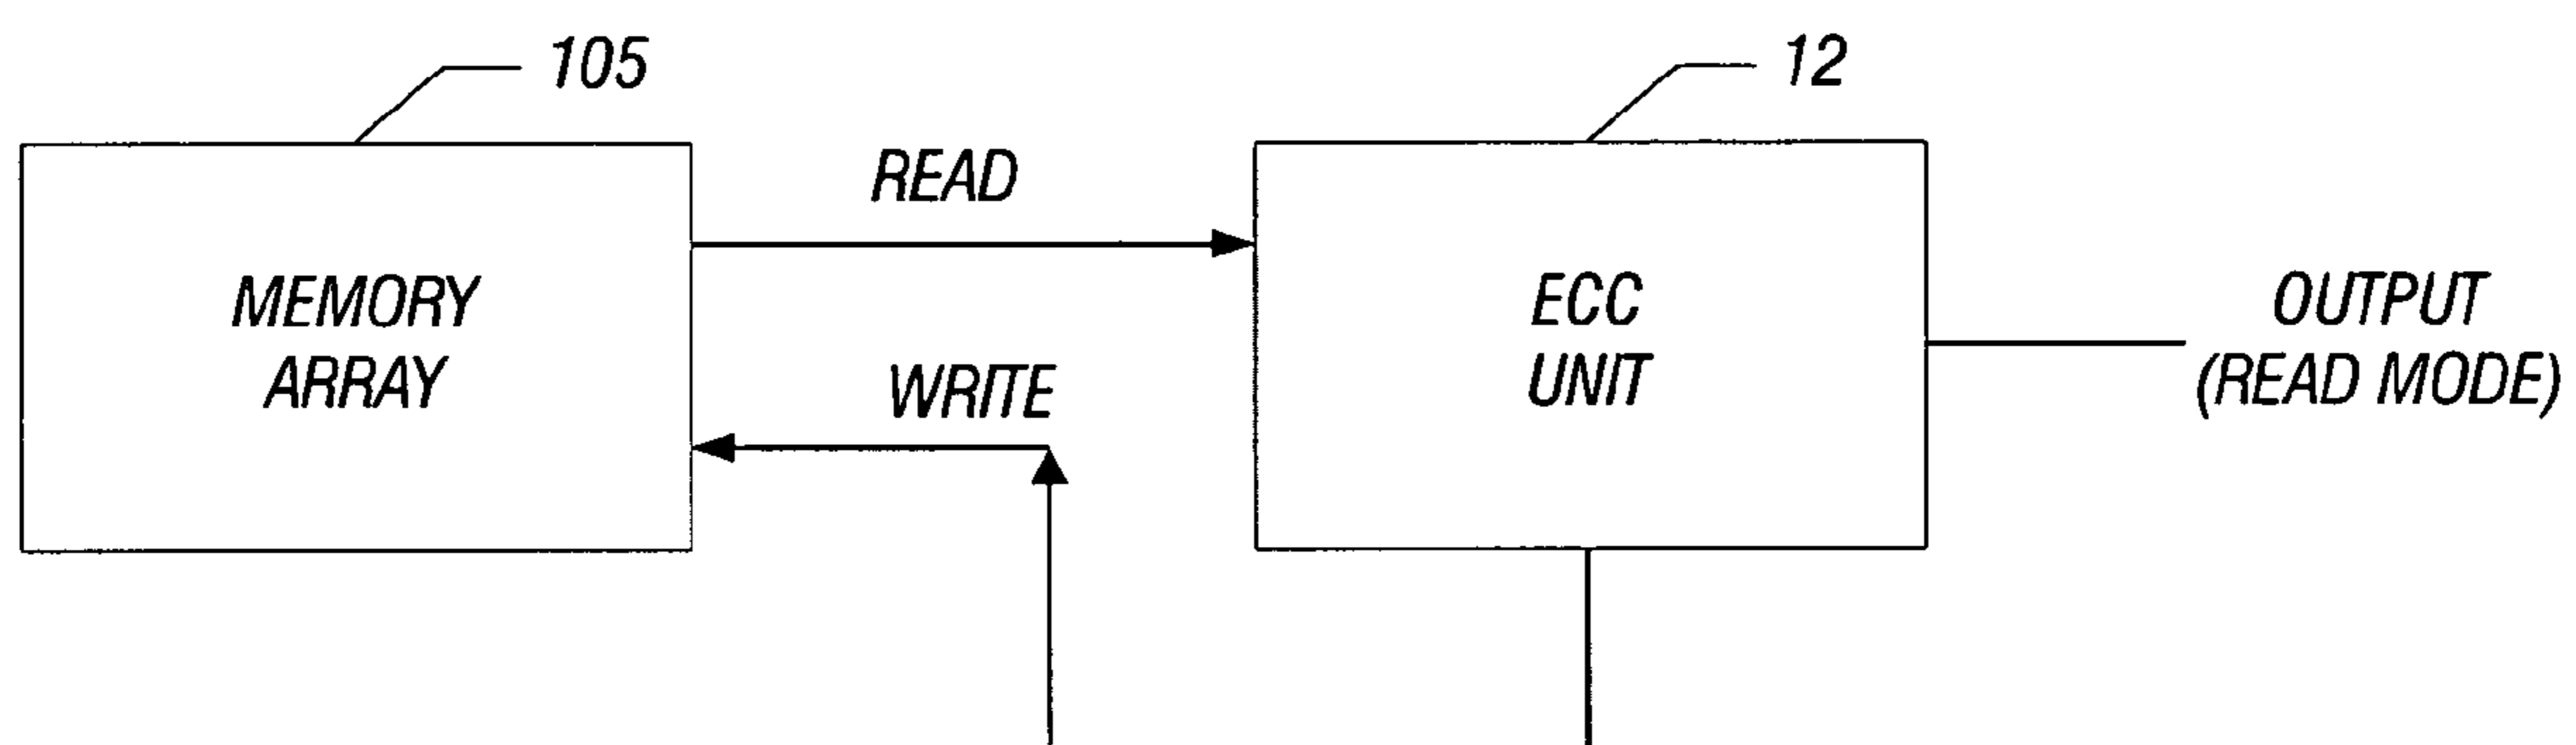 105
12
READ
MEMORY
ARRAY
ECC
UNIT
OUTPUT
(READ MODE)
WRITE